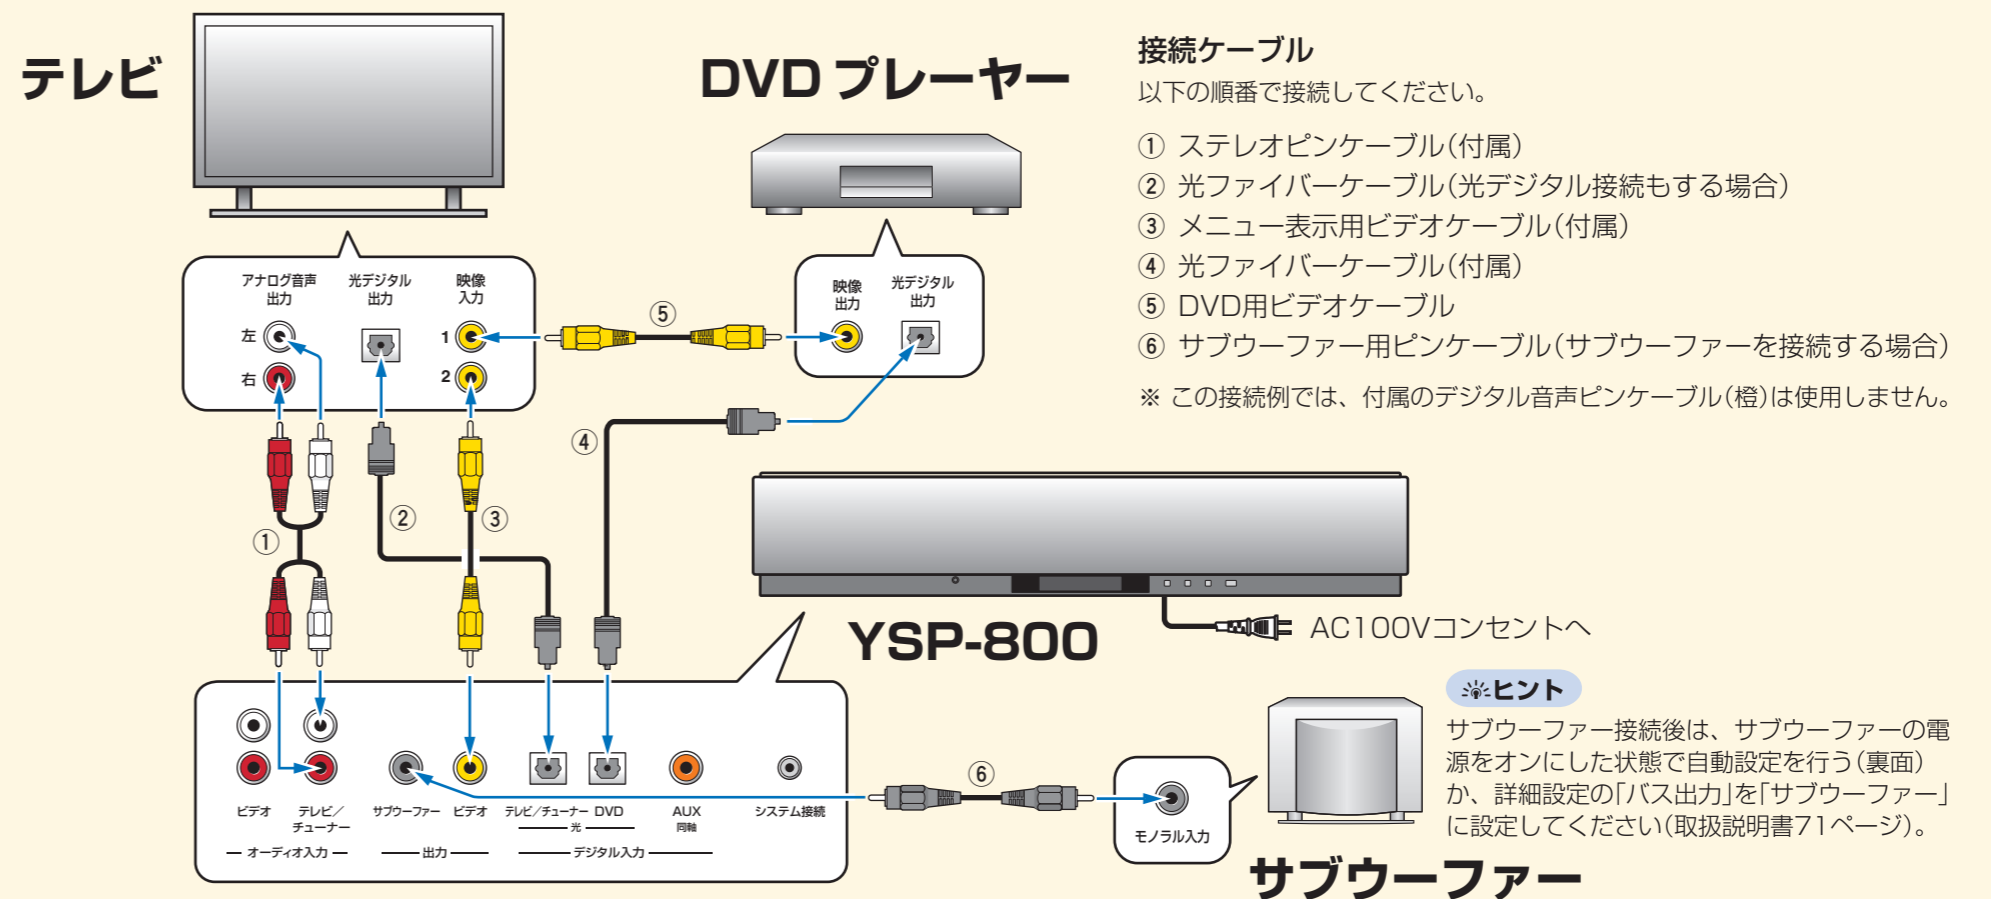 テレビ
DVD プレーヤー
接続ケーブル
以下の順番で接続してください。
① ステレオピンケーブル(付属)
② 光ファイバーケーブル(光デジタル接続もする場合)
③ メニュー表示用ビデオケーブル(付属)
④ 光ファイバーケーブル(付属)
⑤ DVD用ビデオケーブル
⑥ サブウーファー用ピンケーブル(サブウーファーを接続する場合)
※ この接続例では、付属のデジタル音声ピンケーブル(橙)は使用しません。
アナログ音声
出力
左
右
光デジタル
出力
映像
入力
1
2
映像
出力
光デジタル
出力
⑤
④
①
②
③
YSP-800
AC100Vコンセントへ
ヒント
サブウーファー接続後は、サブウーファーの電
源をオンにした状態で自動設定を行う(裏面)
か、詳細設定の「バス出力」を「サブウーファー」
に設定してください(取扱説明書71ページ)。
⑥
ビデオ
テレビ/
チューナー
オーディオ入力
サブウーファー
ビデオ
出力
テレビ/チューナー DVD
光
AUX
同軸
デジタル入力
システム接続
モノラル入力
サブウーファー